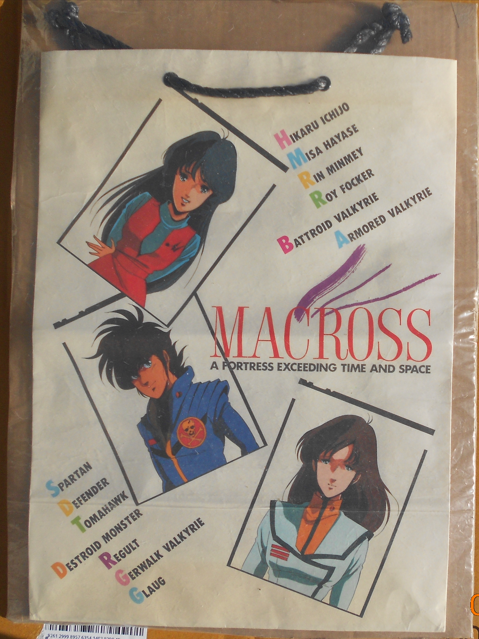 HIKARU ICHIJO
MISA HAYASE
RIN MINMEY
ROY FOCKER
BATTROID VALKYRIE
ARMORED VALKYRIE
MACROSS
A FORTRESS EXCEEDING TIME AND SPACE
SPARTAN
DEFENDER
TOMAHAWK
DESTROID MONSTER
REGULT
GERWALK VALKYRIE
GLAUG